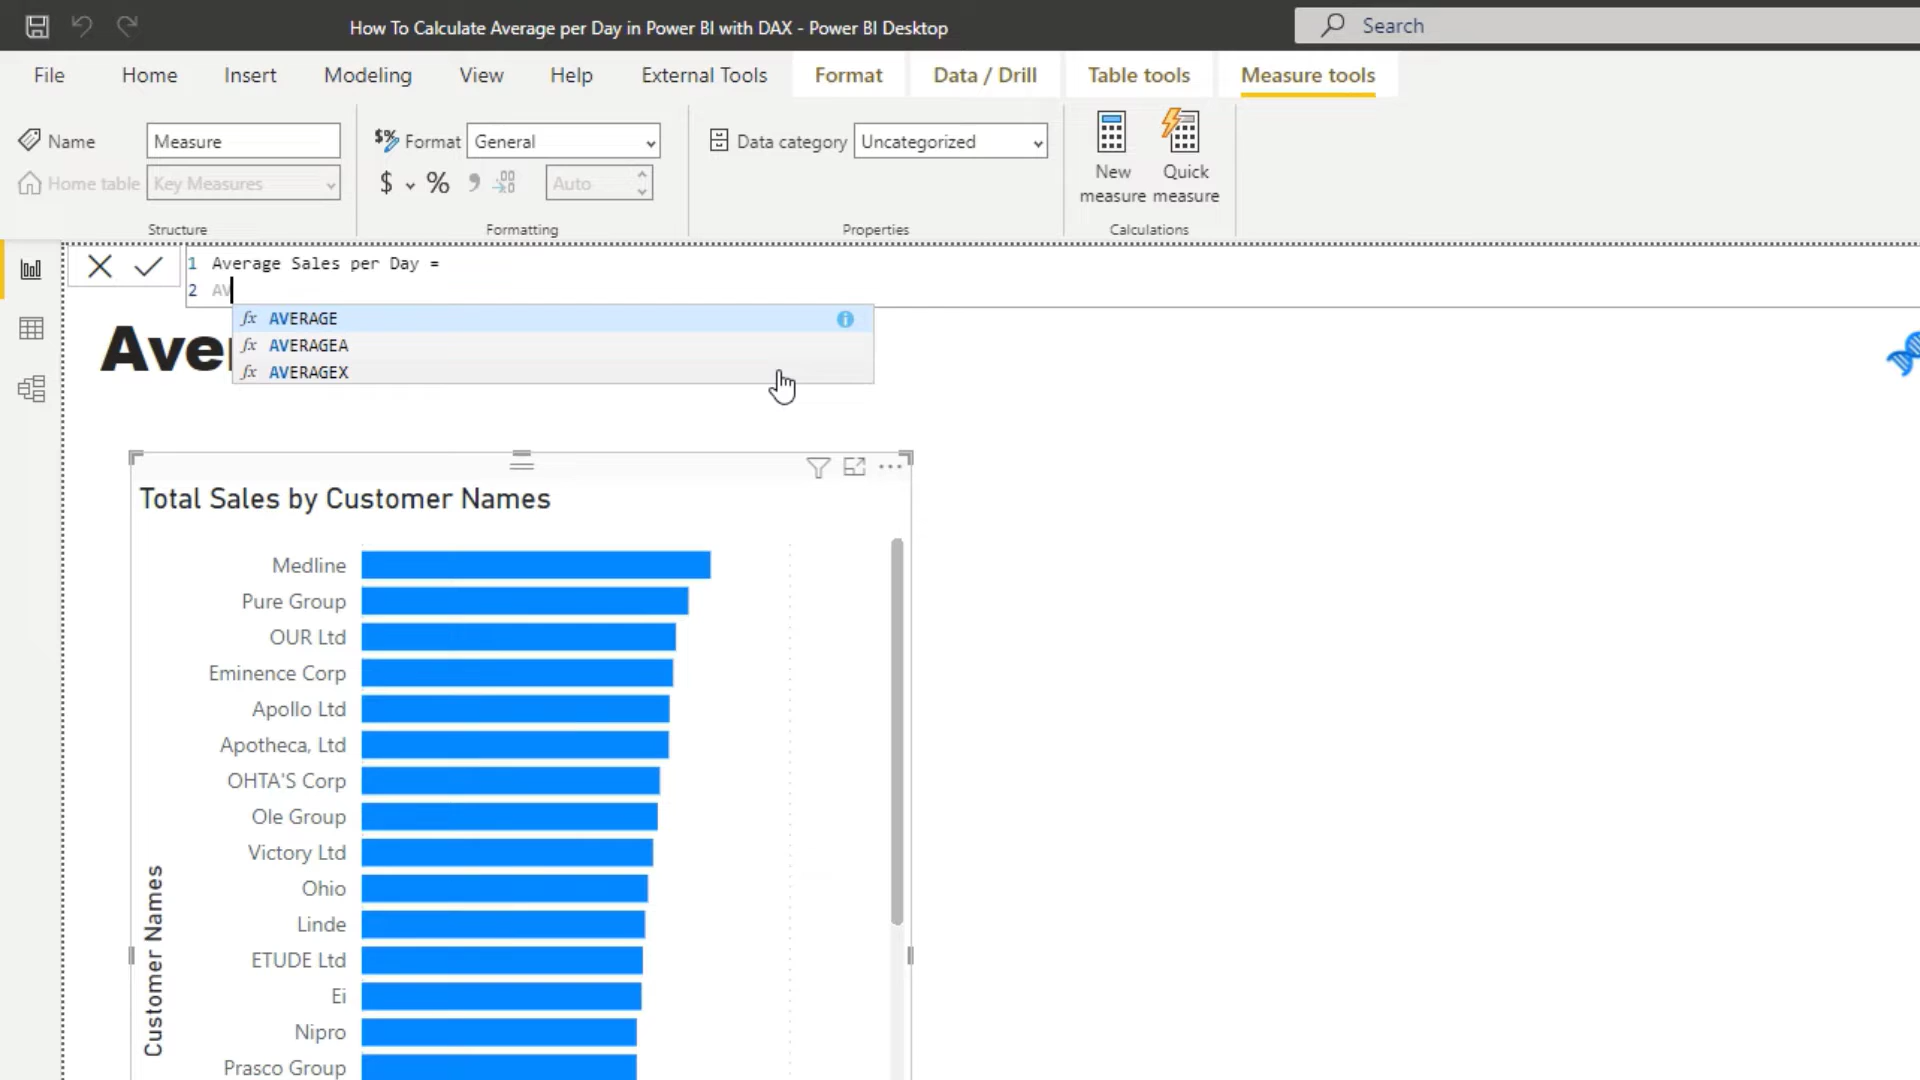 How To Calculate Average per Day in Power BI with DAX - Power BI Desktop
Search
File Home Insert Modeling View Help External Tools Format Data / Drill Table tools Measure tools
Name Measure
Home table Key Measures
Structure
$% Format General
$ % Auto
Formatting
Data category Uncategorized
Properties
New measure
Quick measure
Calculations
1 Average Sales per Day =
2 AV
fx AVERAGE
fx AVERAGEA
fx AVERAGEX
Aver
Total Sales by Customer Names
Customer Names
Medline
Pure Group
OUR Ltd
Eminence Corp
Apollo Ltd
Apotheca, Ltd
OHTA'S Corp
Ole Group
Victory Ltd
Ohio
Linde
ETUDE Ltd
Ei
Nipro
Prasco Group